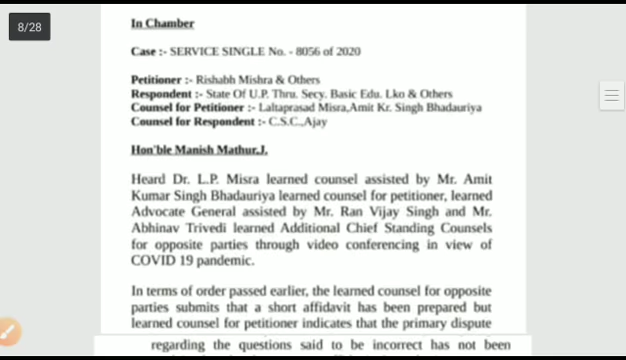 8/28
In Chamber
Case :- SERVICE SINGLE No. - 8056 of 2020
Petitioner :- Rishabh Mishra & Others
Respondent :- State Of U.P. Thru. Secy. Basic Edu. Lko & Others
Counsel for Petitioner :- Laltaprasad Misra,Amit Kr. Singh Bhadauriya
Counsel for Respondent :- C.S.C.,Ajay
Hon'ble Manish Mathur,J.
Heard Dr. L.P. Misra learned counsel assisted by Mr. Amit
Kumar Singh Bhadauriya learned counsel for petitioner, learned
Advocate General assisted by Mr. Ran Vijay Singh and Mr.
Abhinav Trivedi learned Additional Chief Standing Counsels
for opposite parties through video conferencing in view of
COVID 19 pandemic.
In terms of order passed earlier, the learned counsel for opposite
parties submits that a short affidavit has been prepared but
learned counsel for petitioner indicates that the primary dispute
regarding the questions said to be incorrect has not been